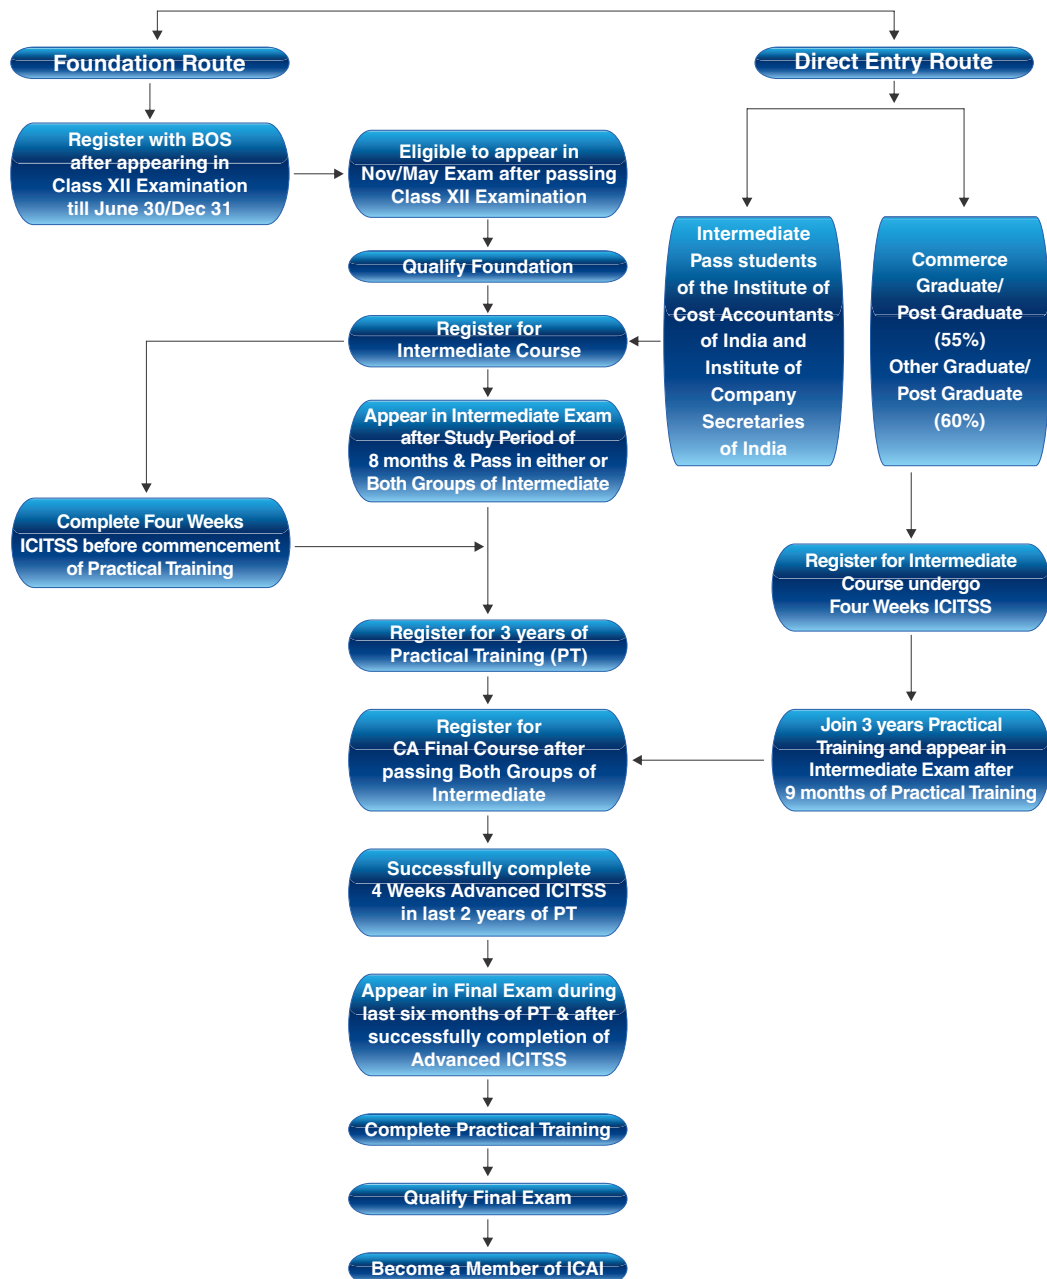 Foundation Route
Direct Entry Route
Register with BOS
after appearing in
Class XII Examination
till June 30/Dec 31
Eligible to appear in
Nov/May Exam after passing
Class XII Examination
Qualify Foundation
Register for
Intermediate Course
Intermediate
Pass students
of the Institute of
Cost Accountants
of India and
Institute of
Company
Secretaries
of India
Commerce
Graduate/
Post Graduate
(55%)
Other Graduate/
Post Graduate
(60%)
Appear in Intermediate Exam
after Study Period of
8 months & Pass in either or
Both Groups of Intermediate
Complete Four Weeks
ICITSS before commencement
of Practical Training
Register for Intermediate
Course undergo
Four Weeks ICITSS
Register for 3 years of
Practical Training (PT)
Register for
CA Final Course after
passing Both Groups of
Intermediate
Join 3 years Practical
Training and appear in
Intermediate Exam after
9 months of Practical Training
Successfully complete
4 Weeks Advanced ICITSS
in last 2 years of PT
Appear in Final Exam during
last six months of PT & after
successfully completion of
Advanced ICITSS
Complete Practical Training
Qualify Final Exam
Become a Member of ICAI